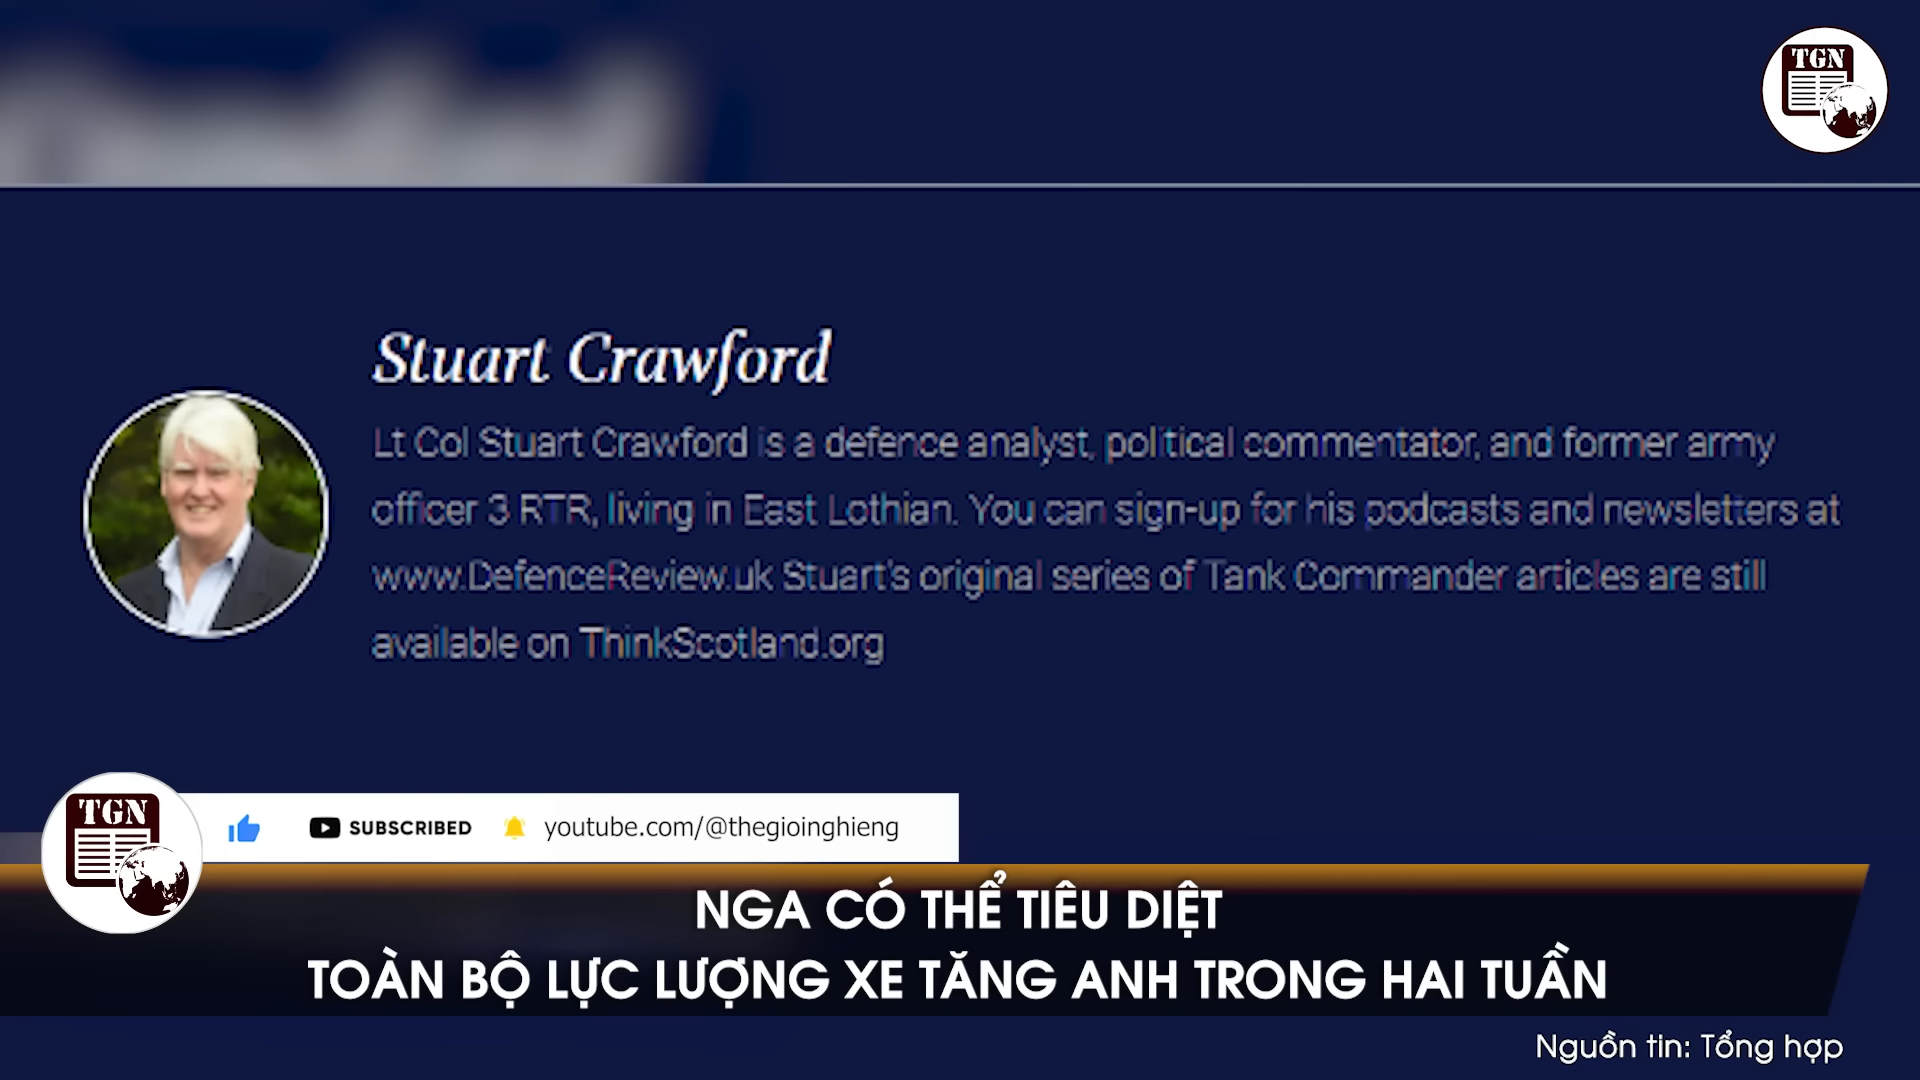 TGN
Stuart Crawford
Lt Col Stuart Crawford is a defence analyst, political commentator, and former army
officer 3 RTR, living in East Lothian. You can sign-up for his podcasts and newsletters at
www.DefenceReview.uk Stuart's original series of Tank Commander articles are still
available on ThinkScotland.org
TGN
SUBSCRIBED youtube.com/@thegioinghieng
NGA CÓ THỂ TIÊU DIỆT
TOÀN BỘ LỰC LƯỢNG XE TĂNG ANH TRONG HAI TUẦN
Nguồn tin: Tổng hợp